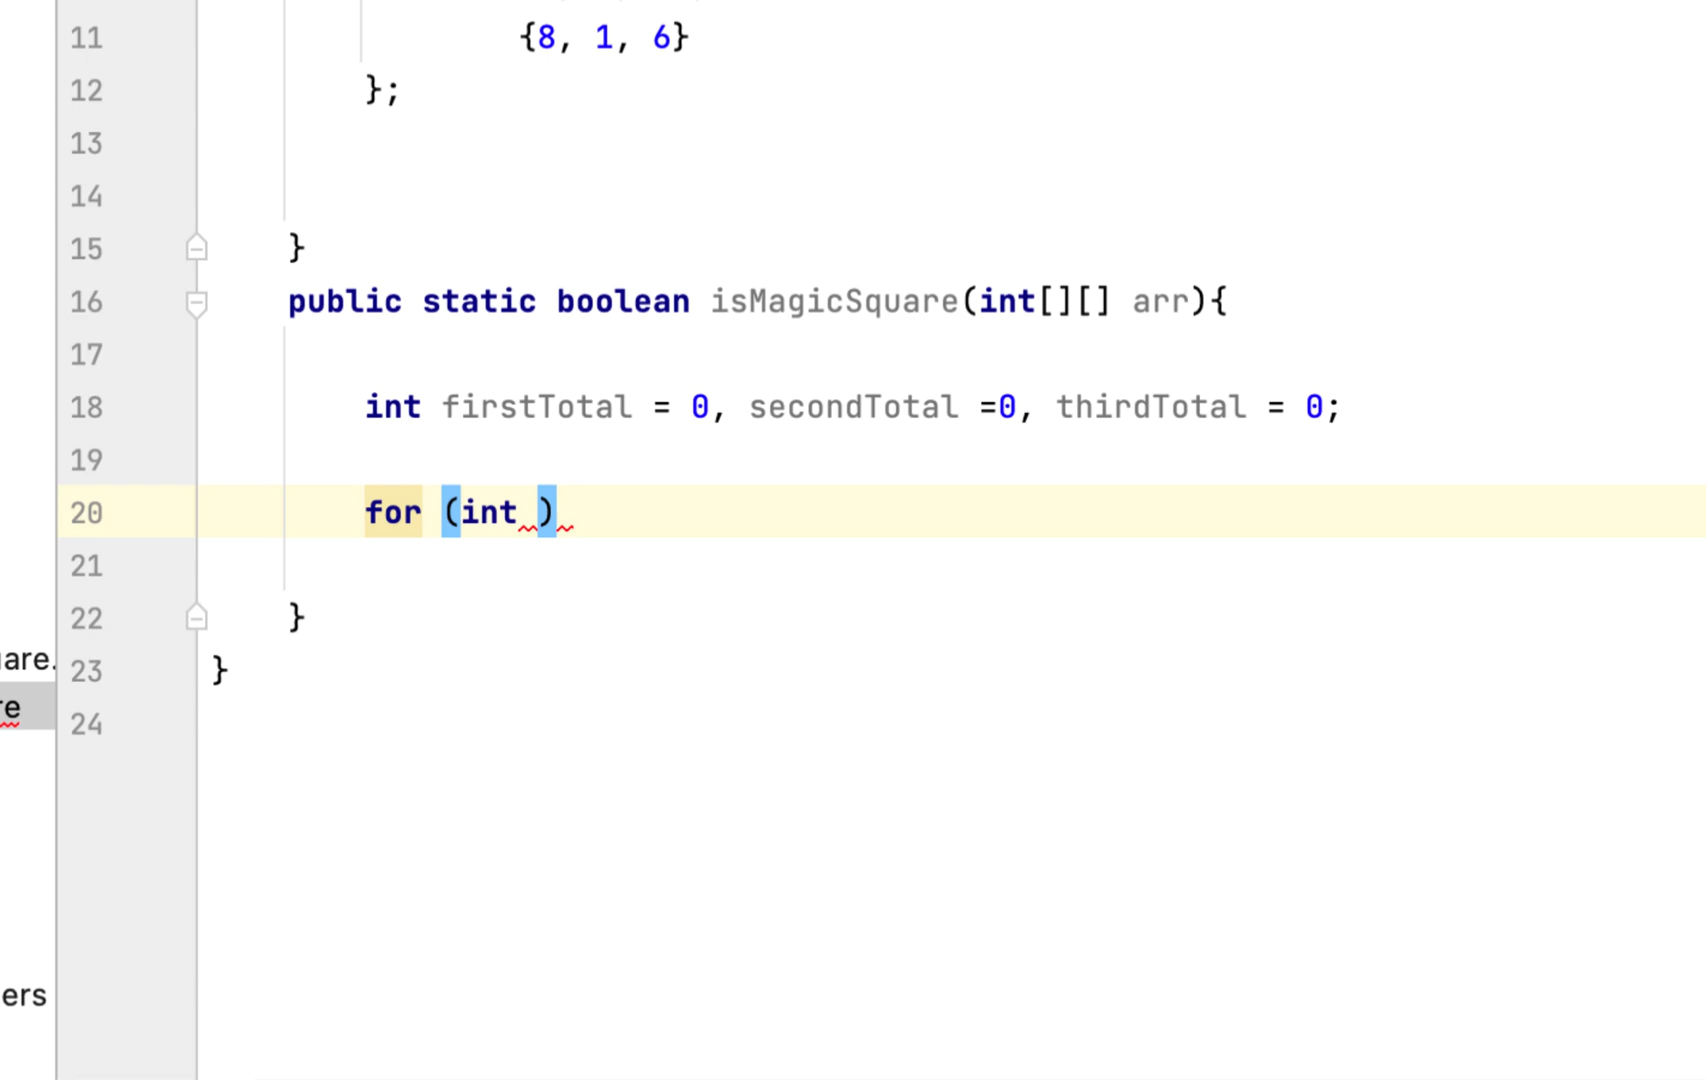 11 {8, 1, 6}
12 };
13
14
15 }
16 public static boolean isMagicSquare(int[][] arr){
17
18 int firstTotal = 0, secondTotal =0, thirdTotal = 0;
19
20 for (int )
21
22 }
are.
23 }
re
24
ers